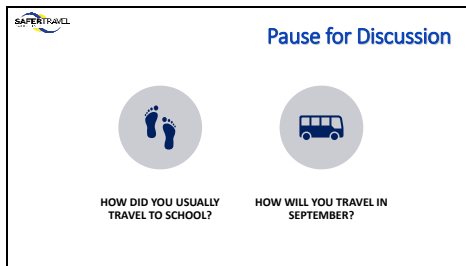 SAFERTRAVEL
Pause for Discussion
HOW DID YOU USUALLY
TRAVEL TO SCHOOL?
HOW WILL YOU TRAVEL IN
SEPTEMBER?